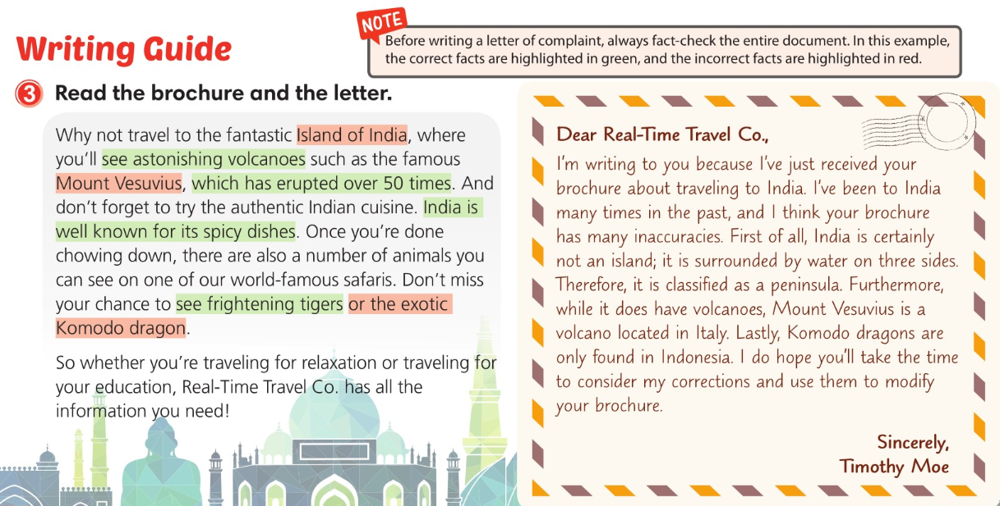 NOTE
Before writing a letter of complaint, always fact-check the entire document. In this example,
the correct facts are highlighted in green, and the incorrect facts are highlighted in red.
Writing Guide
3 Read the brochure and the letter.
Why not travel to the fantastic Island of India, where
you'll see astonishing volcanoes such as the famous
Mount Vesuvius, which has erupted over 50 times. And
don't forget to try the authentic Indian cuisine. India is
well known for its spicy dishes. Once you're done
chowing down, there are also a number of animals you
can see on one of our world-famous safaris. Don't miss
your chance to see frightening tigers or the exotic
Komodo dragon.
So whether you're traveling for relaxation or traveling for
your education, Real-Time Travel Co. has all the
information you need!
Dear Real-Time Travel Co.,
I'm writing to you because I've just received your
brochure about traveling to India. I've been to India
many times in the past, and I think your brochure
has many inaccuracies. First of all, India is certainly
not an island; it is surrounded by water on three sides.
Therefore, it is classified as a peninsula. Furthermore,
while it does have volcanoes, Mount Vesuvius is a
volcano located in Italy. Lastly, Komodo dragons are
only found in Indonesia. I do hope you'll take the time
to consider my corrections and use them to modify
your brochure.
Sincerely,
Timothy Moe